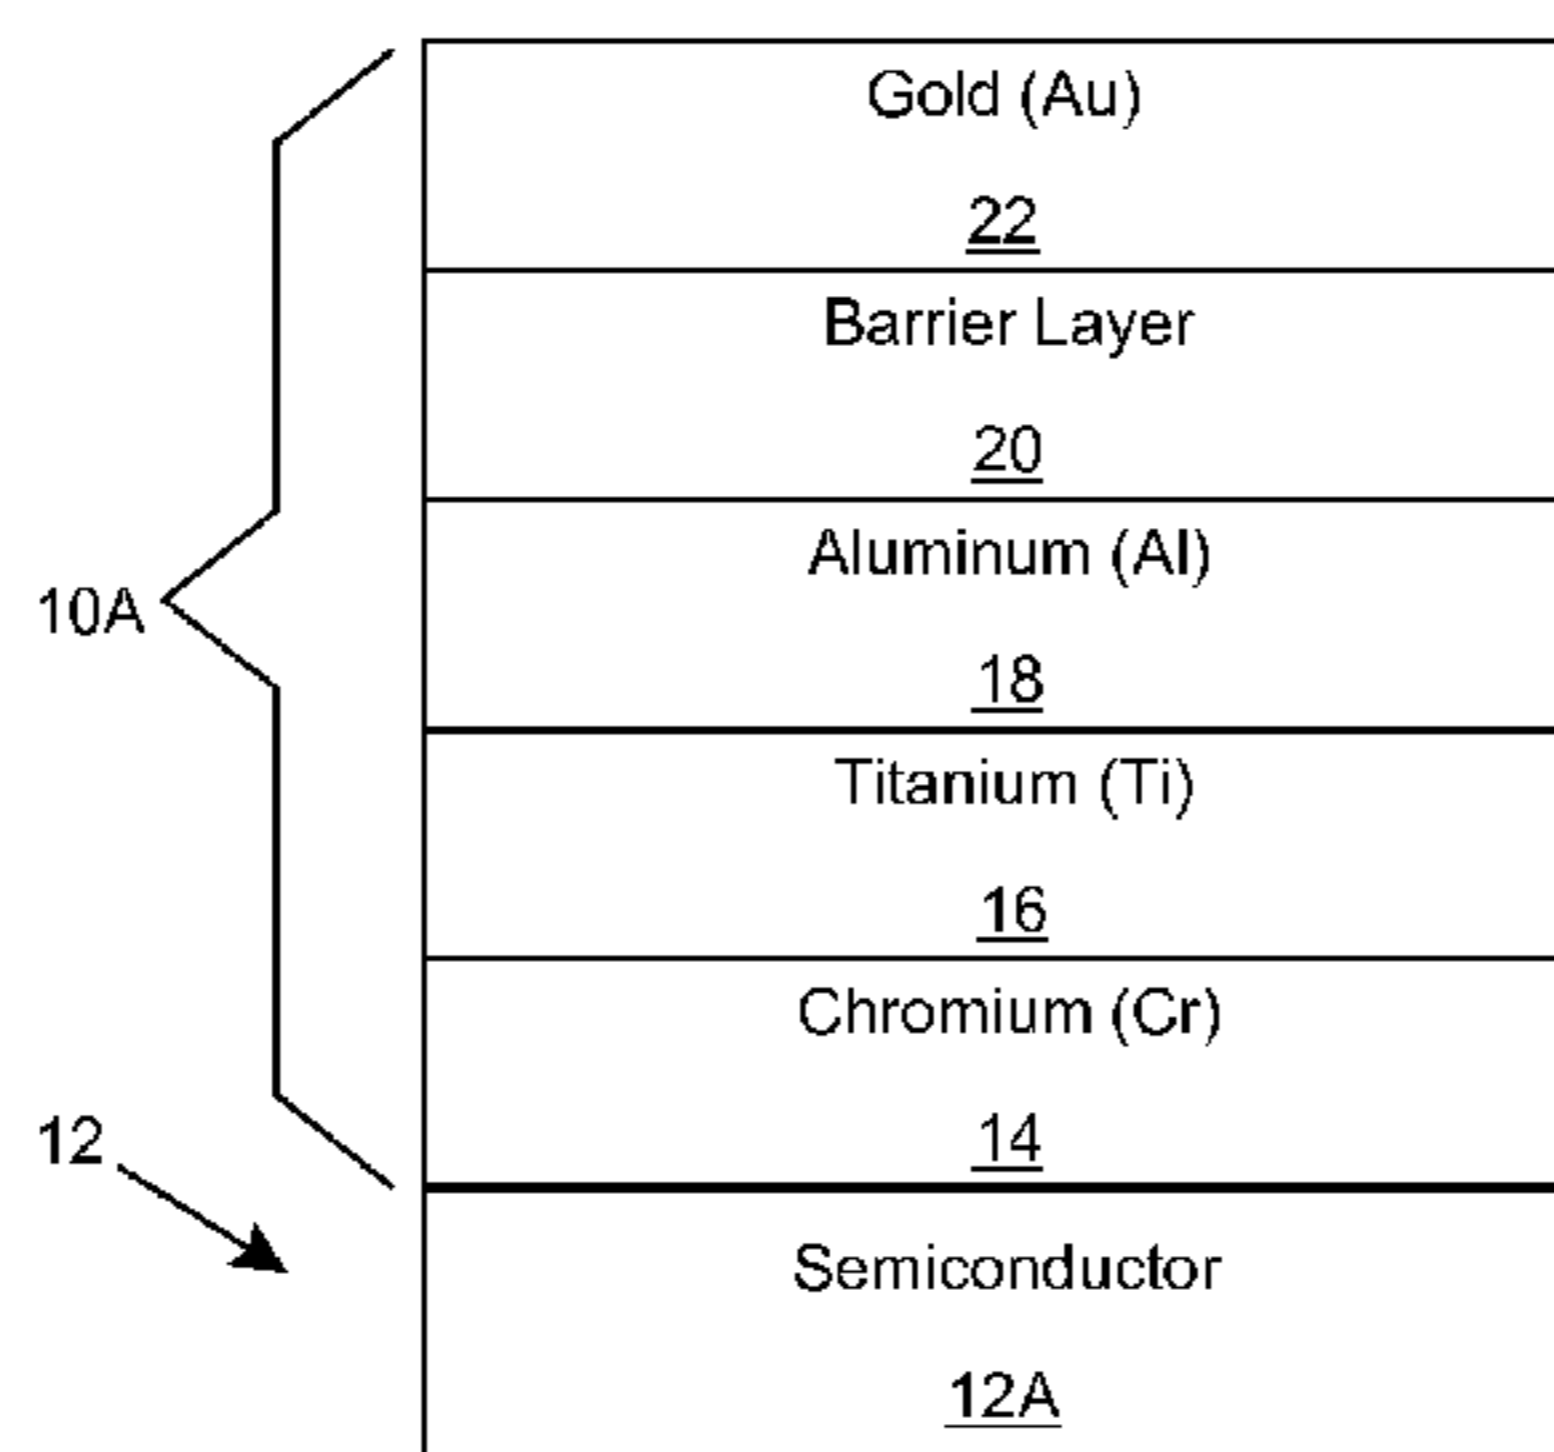 Gold (Au)
22
Barrier Layer
20
Aluminum (Al)
18
10A
Titanium (Ti)
16
Chromium (Cr)
14
12
Semiconductor
12A